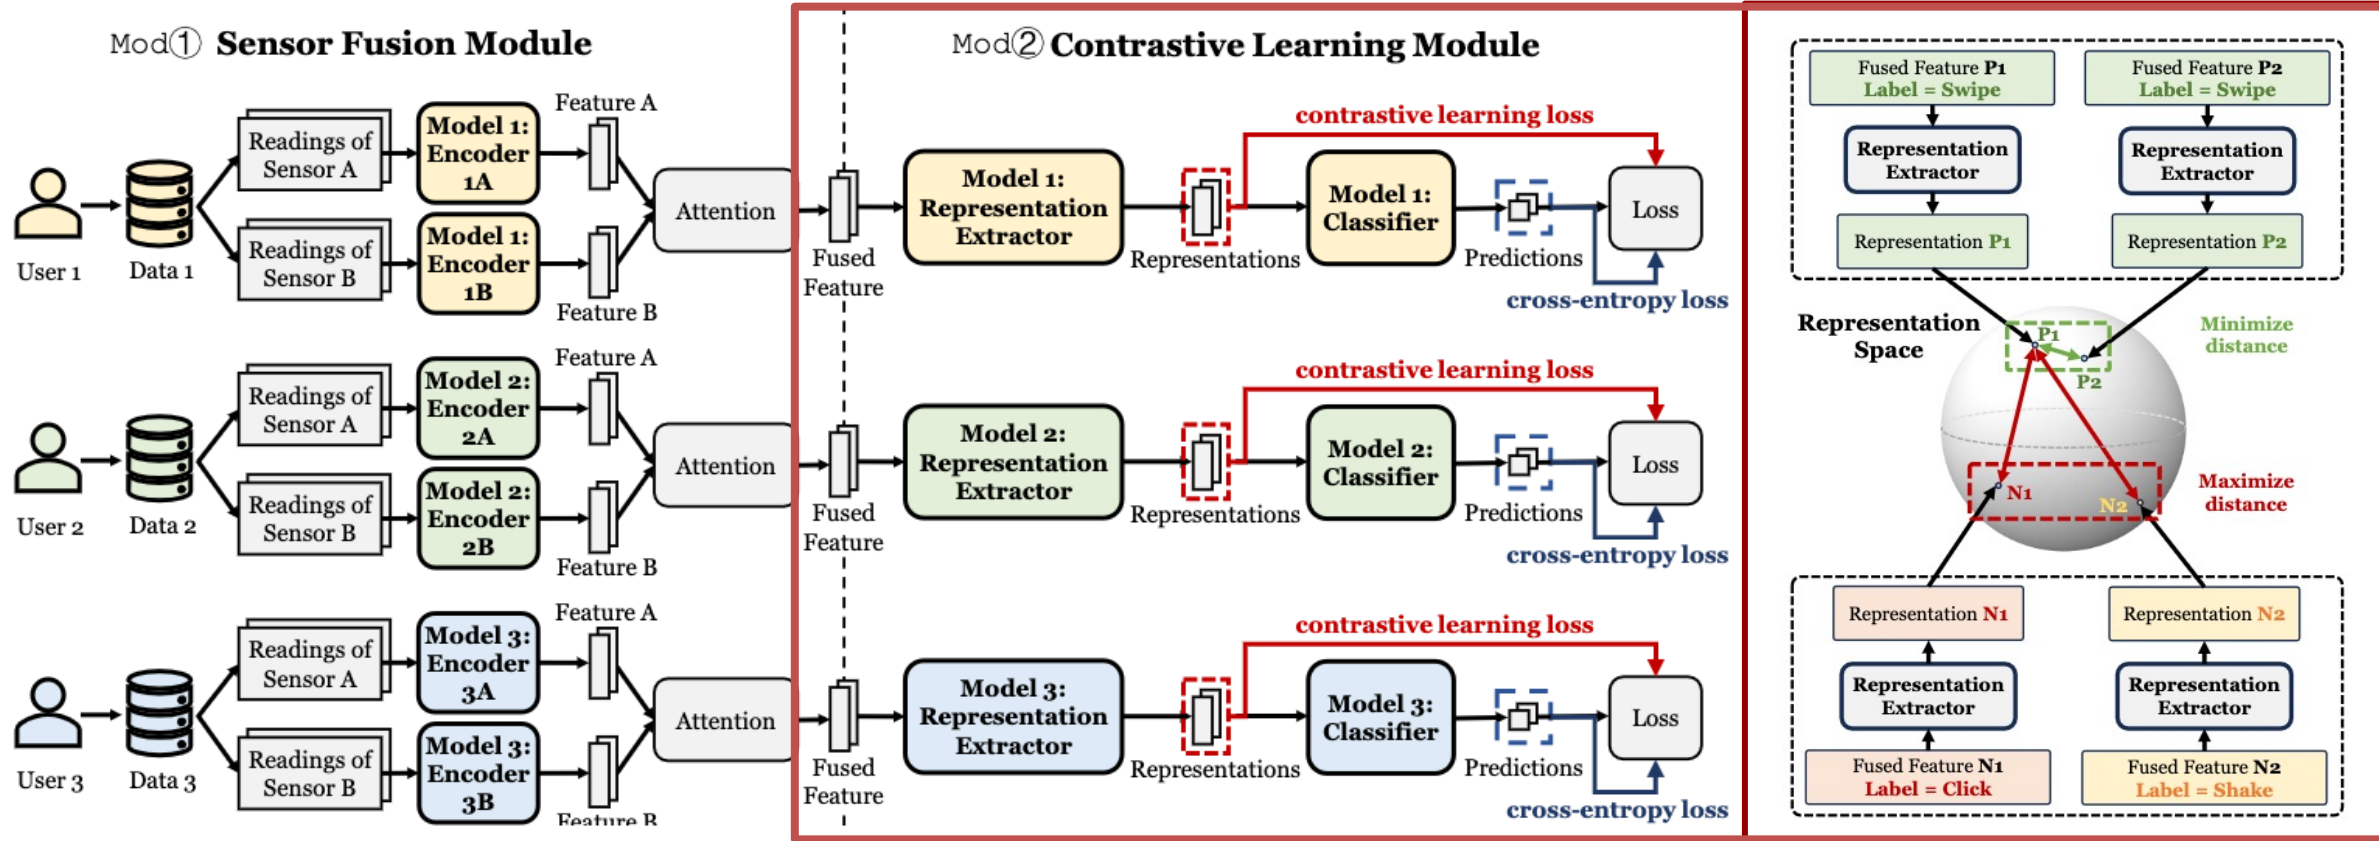 Mod① Sensor Fusion Module
User 1
Data 1
Readings of
Sensor A
Readings of
Sensor B
Model 1:
Encoder
1A
Model 1:
Encoder
1B
Feature A
Feature B
Attention
User 2
Data 2
Readings of
Sensor A
Readings of
Sensor B
Model 2:
Encoder
2A
Model 2:
Encoder
2B
Feature A
Feature B
Attention
User 3
Data 3
Readings of
Sensor A
Readings of
Sensor B
Model 3:
Encoder
3A
Model 3:
Encoder
3B
Feature A
Feature B
Attention
Mod② Contrastive Learning Module
Fused
Feature
Model 1:
Representation
Extractor
Representations
contrastive learning loss
Model 1:
Classifier
Predictions
Loss
cross-entropy loss
Fused
Feature
Model 2:
Representation
Extractor
Representations
contrastive learning loss
Model 2:
Classifier
Predictions
Loss
cross-entropy loss
Fused
Feature
Model 3:
Representation
Extractor
Representations
contrastive learning loss
Model 3:
Classifier
Predictions
Loss
cross-entropy loss
Fused Feature P1
Label = Swipe
Representation
Extractor
Representation P1
Fused Feature P2
Label = Swipe
Representation
Extractor
Representation P2
Representation
Space
P1
P2
Minimize
distance
N1
N2
Maximize
distance
Representation N1
Representation
Extractor
Fused Feature N1
Label = Click
Representation N2
Representation
Extractor
Fused Feature N2
Label = Shake